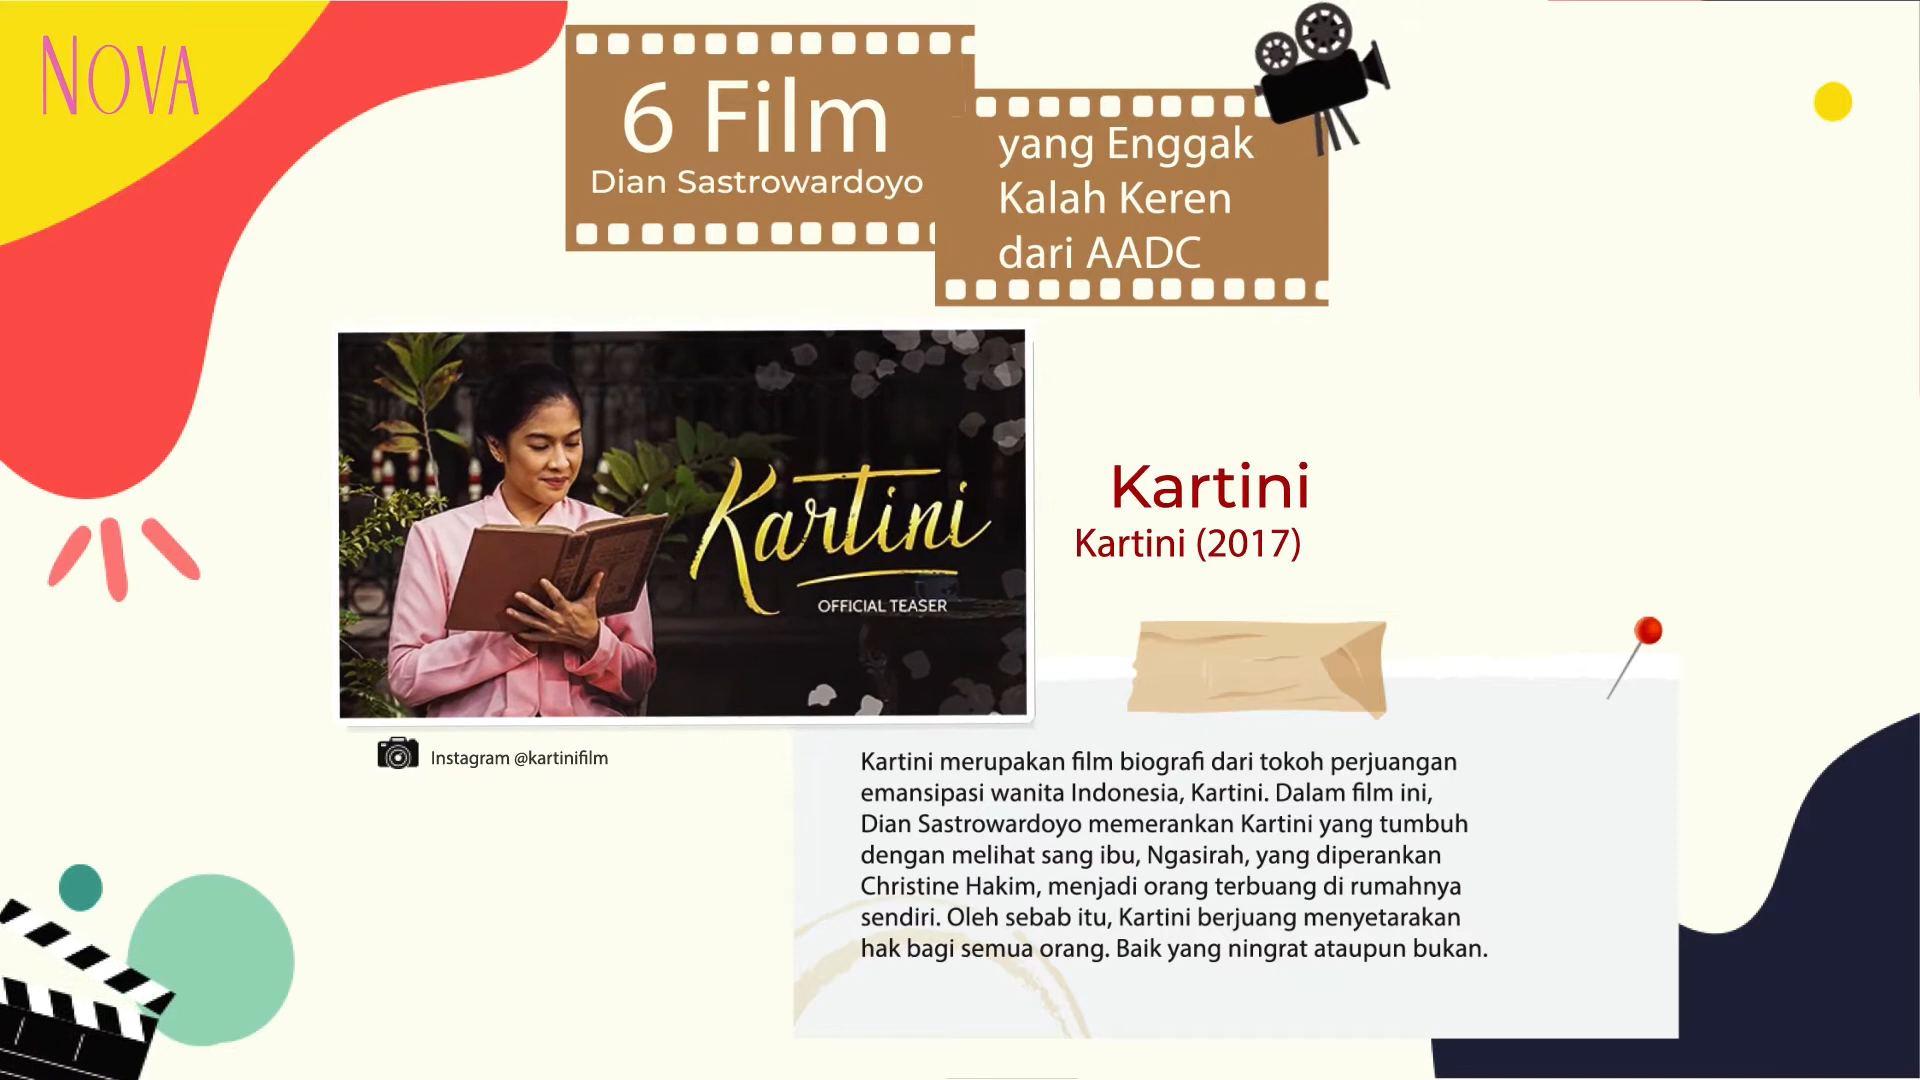 NOVA
6 Film
Dian Sastrowardoyo
yang Enggak
Kalah Keren
dari AADC
Kartini
OFFICIAL TEASER
Kartini
Kartini (2017)
Instagram @kartinifilm
Kartini merupakan film biografi dari tokoh perjuangan
emansipasi wanita Indonesia, Kartini. Dalam film ini,
Dian Sastrowardoyo memerankan Kartini yang tumbuh
dengan melihat sang ibu, Ngasirah, yang diperankan
Christine Hakim, menjadi orang terbuang di rumahnya
sendiri. Oleh sebab itu, Kartini berjuang menyetarakan
hak bagi semua orang. Baik yang ningrat ataupun bukan.